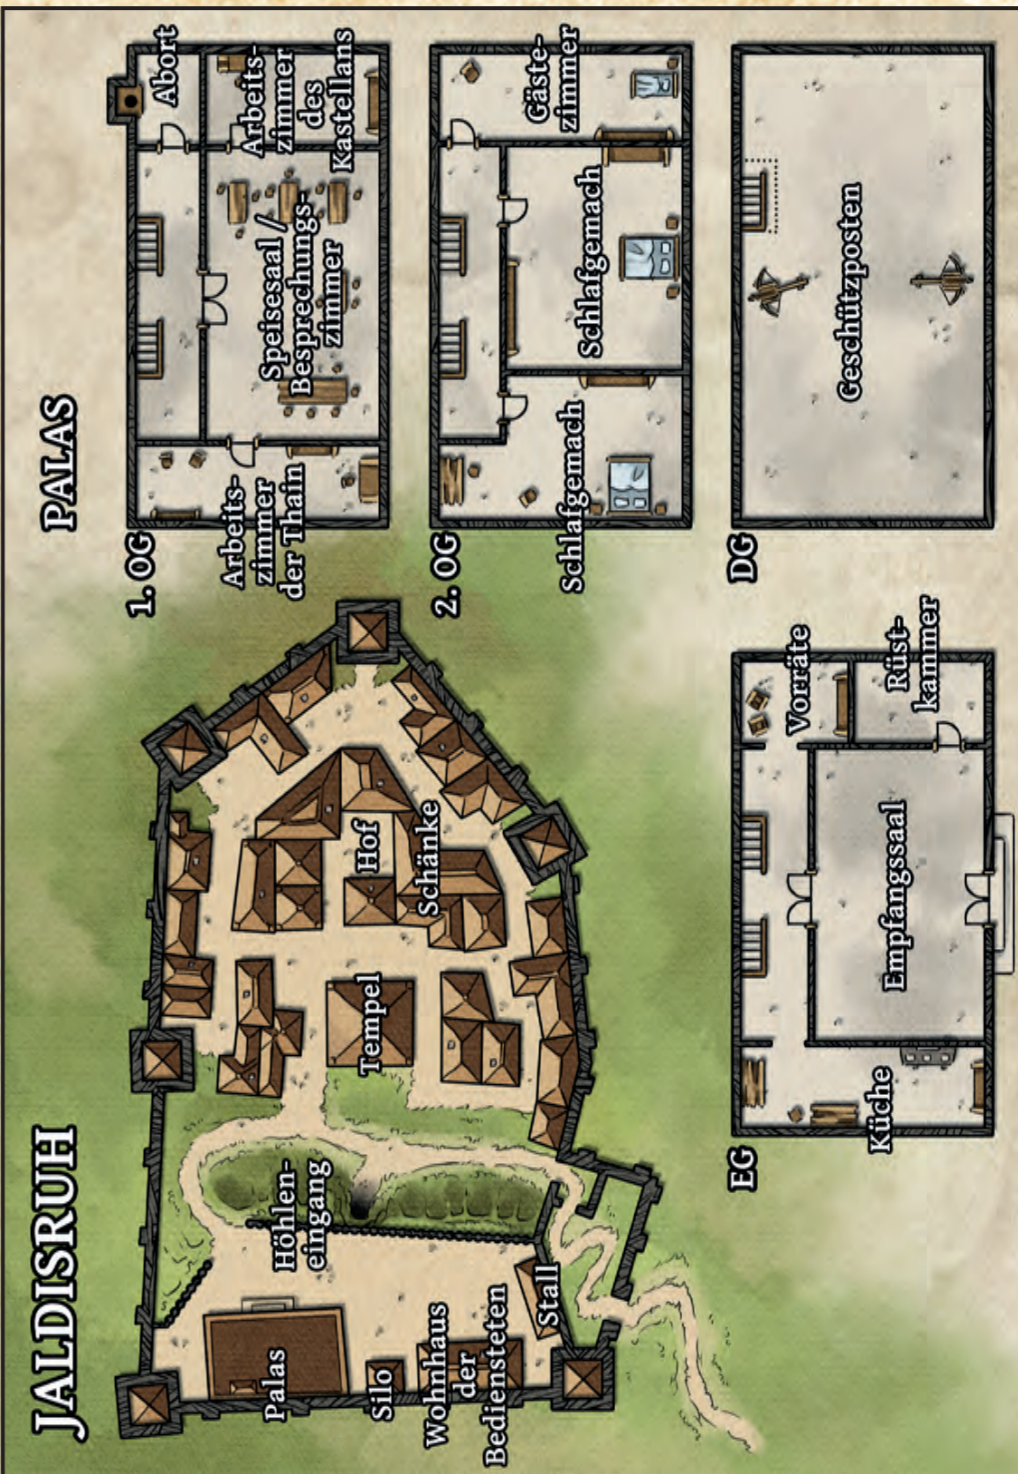 JALDISRUH
Palas
Silo
Wohnhaus
der
Bediensteten
Stall
Höhlen-
eingang
Tempel
Hof
Schänke
PALAS
1. OG
Arbeits-
zimmer
der Thain
Speisesaal /
Besprechungs-
zimmer
Abort
Arbeits-
zimmer
des
Kastellans
2. OG
Schlafgemach
Schlafgemach
Gäste-
zimmer
EG
Küche
Empfangssaal
Vorräte
Rüst-
kammer
DG
Geschützposten